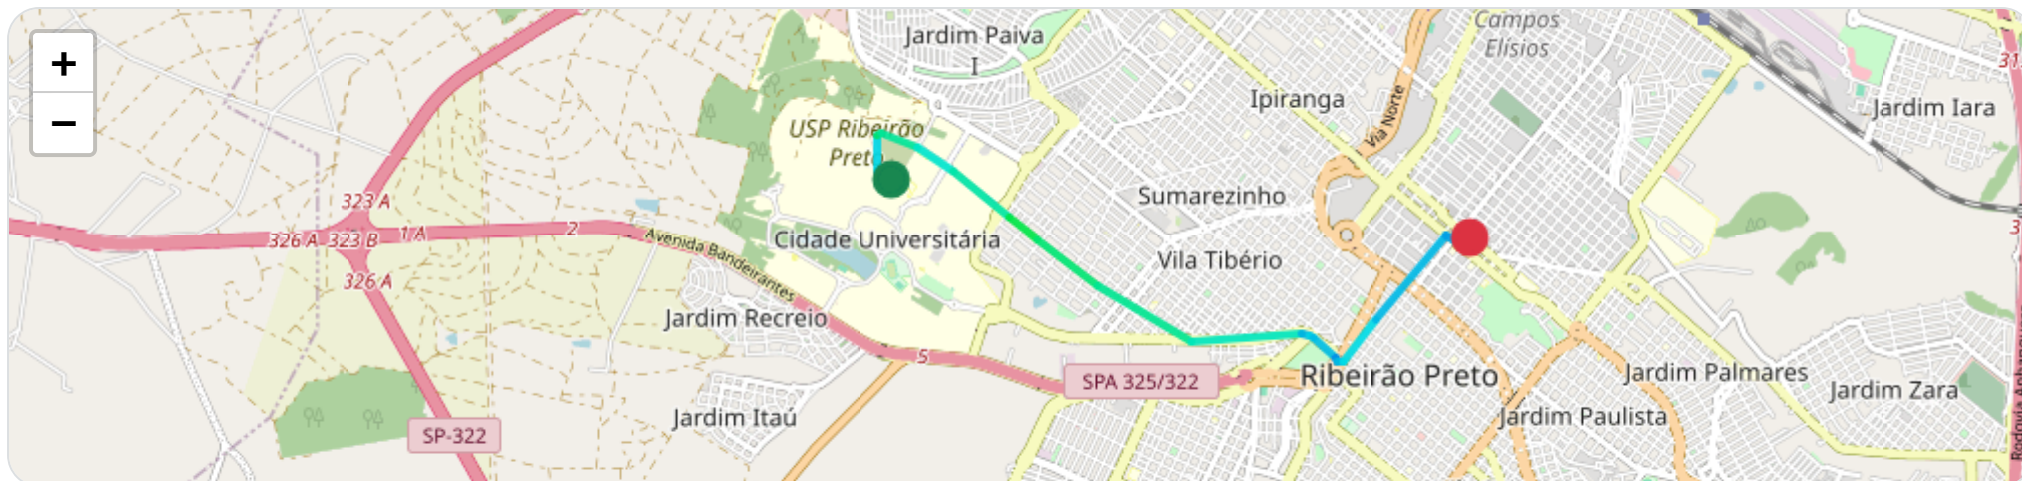 +
−
Jardim Paiva
I
Campos
Elísios
Ipiranga
Via Norte
Jardim Iara
31
USP Ribeirão
Preto
323 A
326 A
323 B
1 A
2
326 A
Avenida Bandeirantes
Cidade Universitária
Sumarezinho
Vila Tibério
3
Jardim Recreio
5
SPA 325/322
Ribeirão Preto
Jardim Palmares
Jardim Zara
Jardim Itaú
Jardim Paulista
SP-322